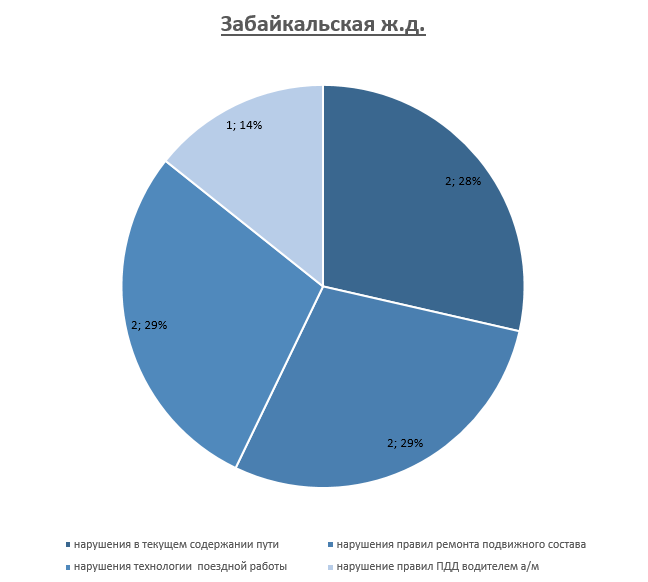 Забайкальская ж.д.
1; 14%
2; 28%
2; 29%
2; 29%
нарушения в текущем содержании пути
нарушения правил ремонта подвижного состава
нарушения технологии поездной работы
нарушение правил ПДД водителем а/м